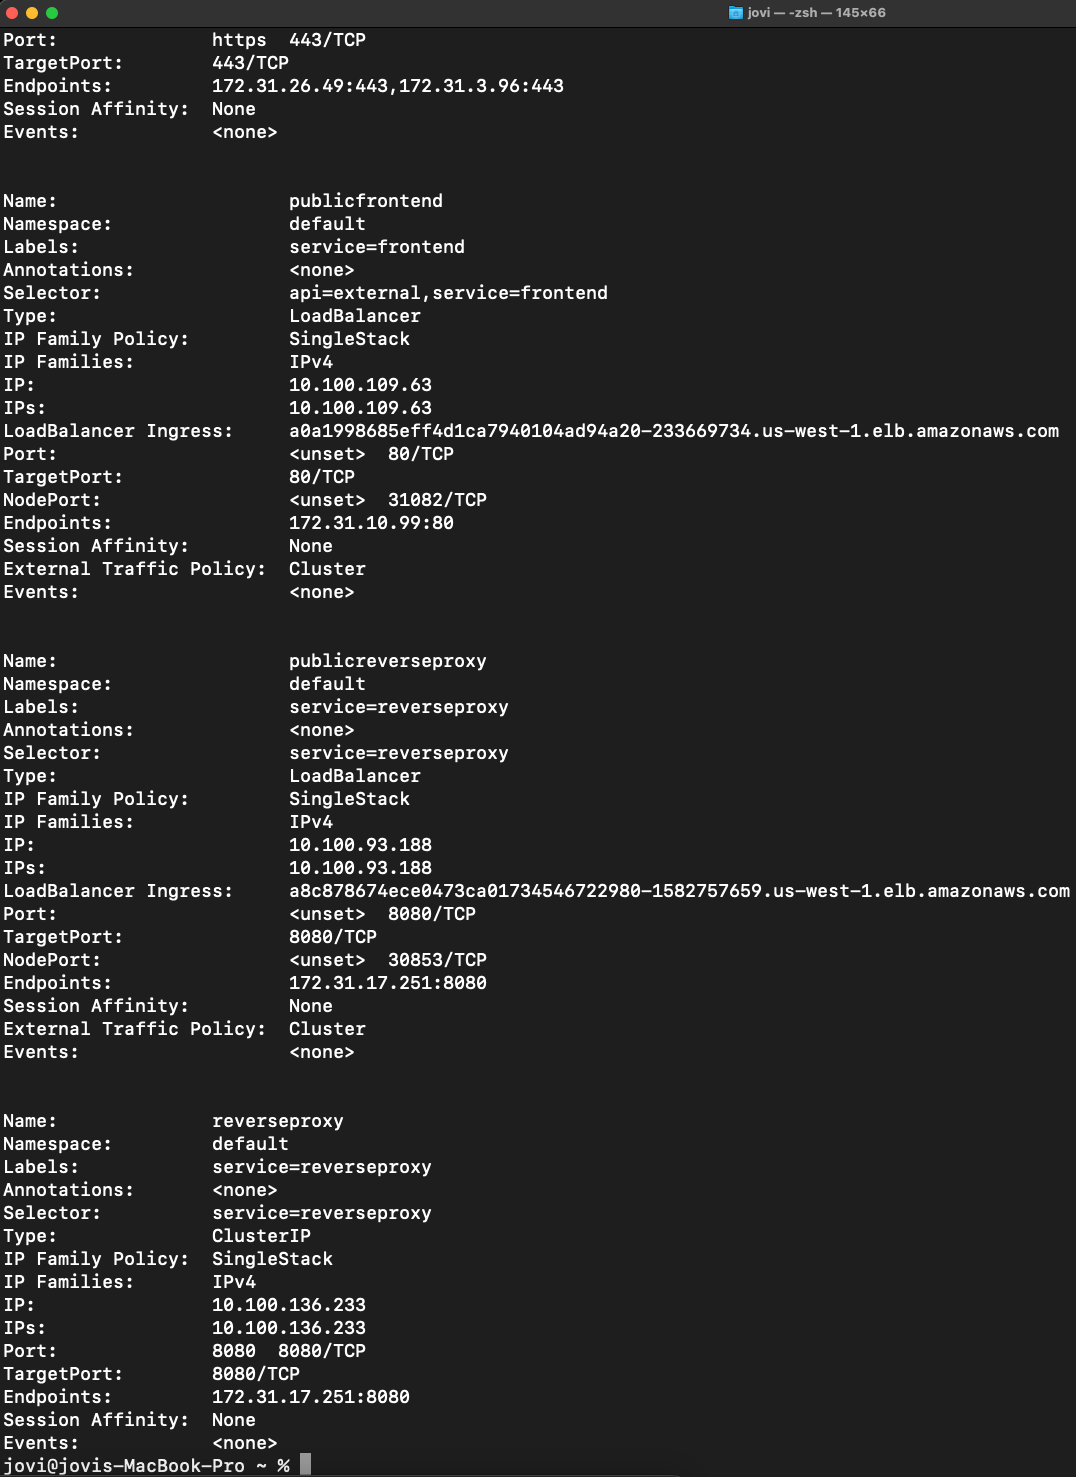 jovi — -zsh — 145×66
Port:              https  443/TCP
TargetPort:        443/TCP
Endpoints:         172.31.26.49:443,172.31.3.96:443
Session Affinity:  None
Events:            <none>
Name:                     publicfrontend
Namespace:                default
Labels:                   service=frontend
Annotations:              <none>
Selector:                 api=external,service=frontend
Type:                     LoadBalancer
IP Family Policy:         SingleStack
IP Families:              IPv4
IP:                       10.100.109.63
IPs:                      10.100.109.63
LoadBalancer Ingress:     a0a1998685eff4d1ca7940104ad94a20-233669734.us-west-1.elb.amazonaws.com
Port:                     <unset>  80/TCP
TargetPort:               80/TCP
NodePort:                 <unset>  31082/TCP
Endpoints:                172.31.10.99:80
Session Affinity:         None
External Traffic Policy:  Cluster
Events:                   <none>
Name:                     publicreverseproxy
Namespace:                default
Labels:                   service=reverseproxy
Annotations:              <none>
Selector:                 service=reverseproxy
Type:                     LoadBalancer
IP Family Policy:         SingleStack
IP Families:              IPv4
IP:                       10.100.93.188
IPs:                      10.100.93.188
LoadBalancer Ingress:     a8c878674ece0473ca01734546722980-1582757659.us-west-1.elb.amazonaws.com
Port:                     <unset>  8080/TCP
TargetPort:               8080/TCP
NodePort:                 <unset>  30853/TCP
Endpoints:                172.31.17.251:8080
Session Affinity:         None
External Traffic Policy:  Cluster
Events:                   <none>
Name:              reverseproxy
Namespace:         default
Labels:            service=reverseproxy
Annotations:       <none>
Selector:          service=reverseproxy
Type:              ClusterIP
IP Family Policy:  SingleStack
IP Families:       IPv4
IP:                10.100.136.233
IPs:               10.100.136.233
Port:              8080  8080/TCP
TargetPort:        8080/TCP
Endpoints:         172.31.17.251:8080
Session Affinity:  None
Events:            <none>
jovi@jovis-MacBook-Pro ~ %